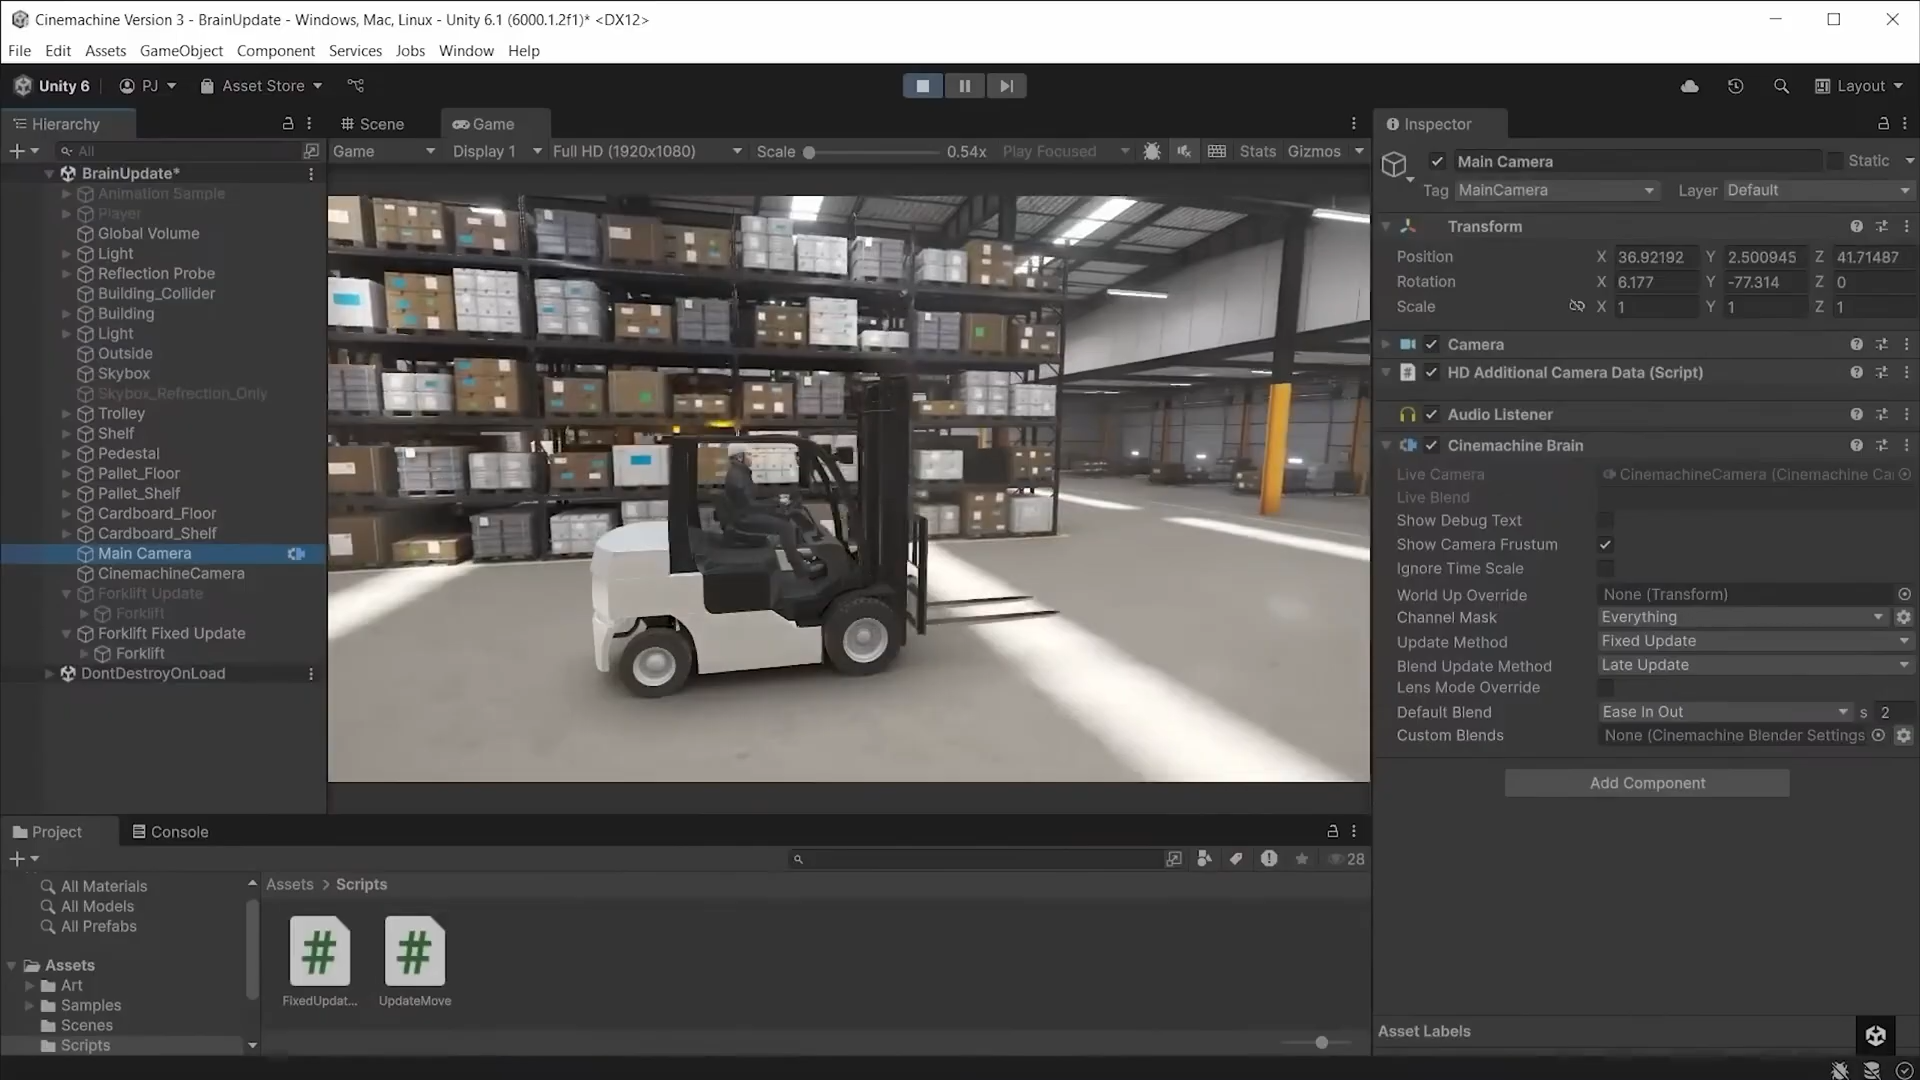 Cinemachine Version 3 - BrainUpdate - Windows, Mac, Linux - Unity 6.1 (6000.1.2f1)* <DX12>
File Edit Assets GameObject Component Services Jobs Window Help
Unity 6 PJ Asset Store Layout
Hierarchy
All
BrainUpdate*
Animation Sample
Player
Global Volume
Light
Reflection Probe
Building_Collider
Building
Light
Outside
Skybox
Skybox_Refrection_Only
Trolley
Shelf
Pedestal
Pallet_Floor
Pallet_Shelf
Cardboard_Floor
Cardboard_Shelf
Main Camera
CinemachineCamera
Forklift Update
Forklift
Forklift Fixed Update
Forklift
DontDestroyOnLoad
Scene Game
Game Display 1 Full HD (1920x1080) Scale 0.54x Play Focused Stats Gizmos
Inspector
Main Camera Static
Tag MainCamera Layer Default
Transform
Position X 36.92192 Y 2.500945 Z 41.71487
Rotation X 6.177 Y -77.314 Z 0
Scale X 1 Y 1 Z 1
Camera
HD Additional Camera Data (Script)
Audio Listener
Cinemachine Brain
Live Camera CinemachineCamera (Cinemachine Ca
Live Blend
Show Debug Text
Show Camera Frustum
Ignore Time Scale
World Up Override None (Transform)
Channel Mask Everything
Update Method Fixed Update
Blend Update Method Late Update
Lens Mode Override
Default Blend Ease In Out s 2
Custom Blends None (Cinemachine Blender Settings
Add Component
Asset Labels
Project Console
28
All Materials
All Models
All Prefabs
Assets
Art
Samples
Scenes
Scripts
Assets > Scripts
FixedUpdat...
UpdateMove